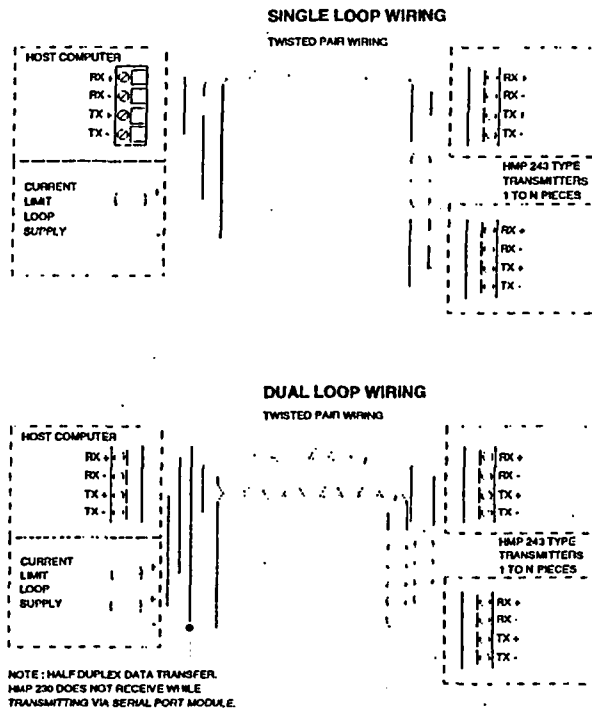 SINGLE LOOP WIRING
TWISTED PAIR WIRING
HOST COMPUTER
RX +
RX -
TX +
TX -
CURRENT
LIMIT
LOOP
SUPPLY
RX +
RX -
TX +
TX -
HMP 243 TYPE
TRANSMITTERS
1 TO N PIECES
RX +
RX -
TX +
TX -
DUAL LOOP WIRING
TWISTED PAIR WIRING
HOST COMPUTER
RX +
RX -
TX +
TX -
CURRENT
LIMIT
LOOP
SUPPLY
RX +
RX -
TX +
TX -
HMP 243 TYPE
TRANSMITTERS
1 TO N PIECES
RX +
RX -
TX +
TX -
NOTE : HALF DUPLEX DATA TRANSFER.
HMP 230 DOES NOT RECEIVE WHILE
TRANSMITTING VIA SERIAL PORT MODULE.